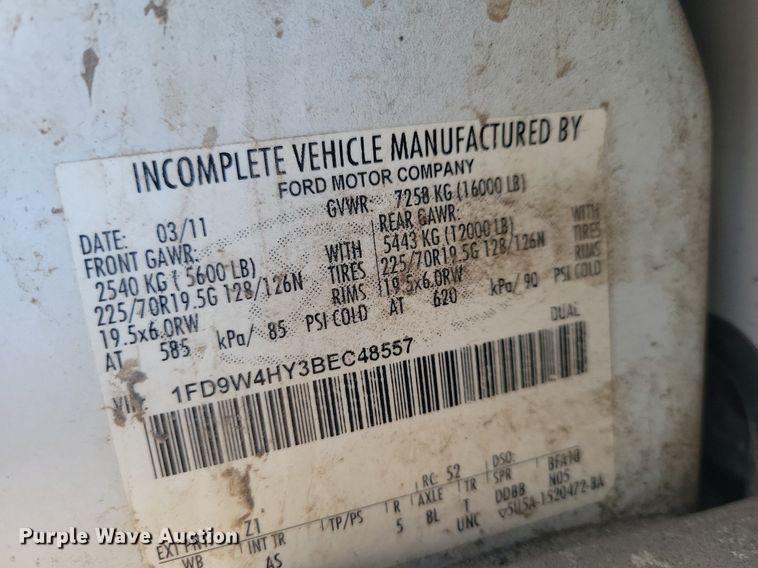 INCOMPLETE VEHICLE MANUFACTURED BY
FORD MOTOR COMPANY
DATE: 03/11 GVWR: 7258 KG (16000 LB)
FRONT GAWR: REAR GAWR:
2540 KG ( 5600 LB) WITH 5443 KG (12000 LB) WITH
225/70R19.5G 128/126N TIRES 225/70R19.5G 128/126N TIRES
19.5x6.0RW RIMS 19.5x6.0RW RIMS
AT 585 kPa/ 85 PSI COLD AT 620 kPa/ 90 PSI COLD
DUAL
1FD9W4HY3BEC48557
RC: 52 DSO:
EXT PNT: Z1
WB INT TR TP/PS R AXLE TR SPR BFA10
AS 5 8L T DDBB N05
UNC 5U5A-1520472-BA
Purple Wave Auction